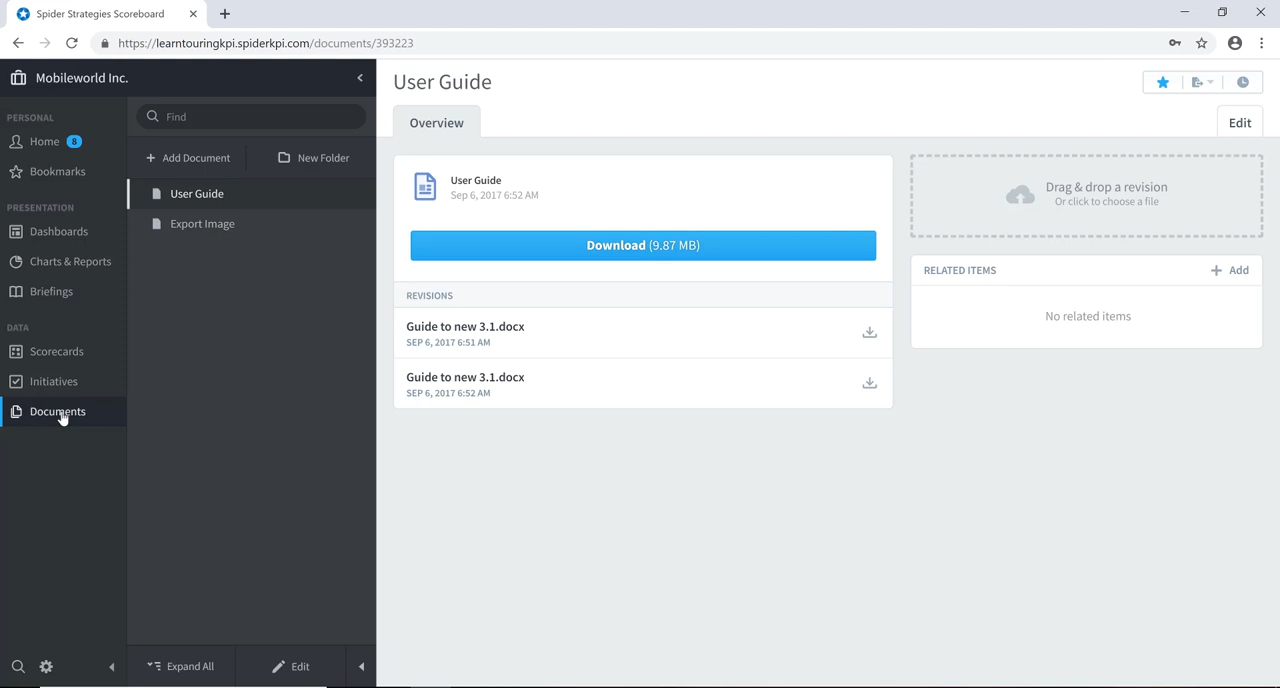 Spider Strategies Scoreboard
https://learntouringkpi.spiderkpi.com/documents/393223
Mobileworld Inc.
PERSONAL
Home 8
Bookmarks
PRESENTATION
Dashboards
Charts & Reports
Briefings
DATA
Scorecards
Initiatives
Documents
Find
+ Add Document
New Folder
User Guide
Export Image
Expand All
Edit
User Guide
Overview
Edit
User Guide
Sep 6, 2017 6:52 AM
Download (9.87 MB)
REVISIONS
Guide to new 3.1.docx
SEP 6, 2017 6:51 AM
Guide to new 3.1.docx
SEP 6, 2017 6:52 AM
Drag & drop a revision
Or click to choose a file
RELATED ITEMS
+ Add
No related items